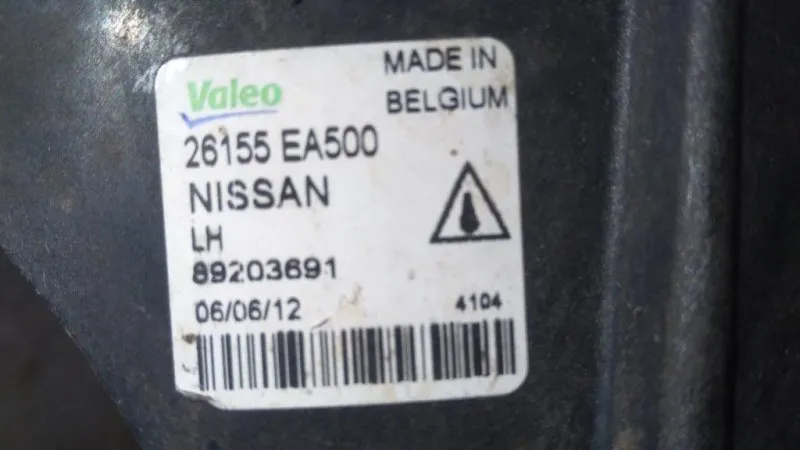 Valeo
MADE IN
BELGIUM
26155 EA500
NISSAN
LH
89203691
06/06/12
4104